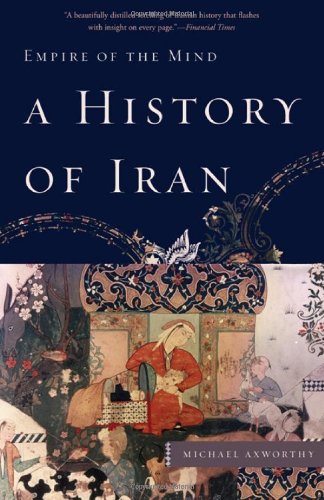 "A beautifully distilled retelling of Iranian history that flashes
with insight on every page."—Financial Times
EMPIRE OF THE MIND
A HISTORY
OF IRAN
MICHAEL AXWORTHY